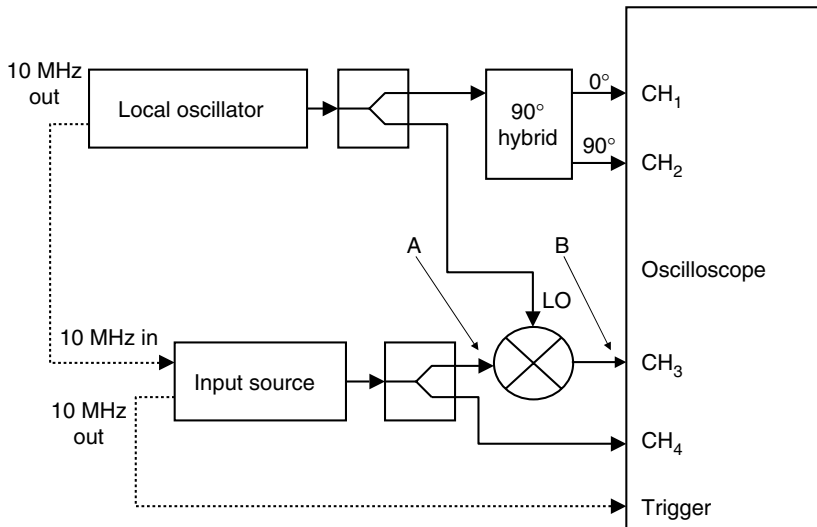 10 MHz
out
Local oscillator
90°
hybrid
0°
90°
CH₁
CH₂
A
B
Oscilloscope
LO
10 MHz in
Input source
10 MHz
out
CH₃
CH₄
Trigger